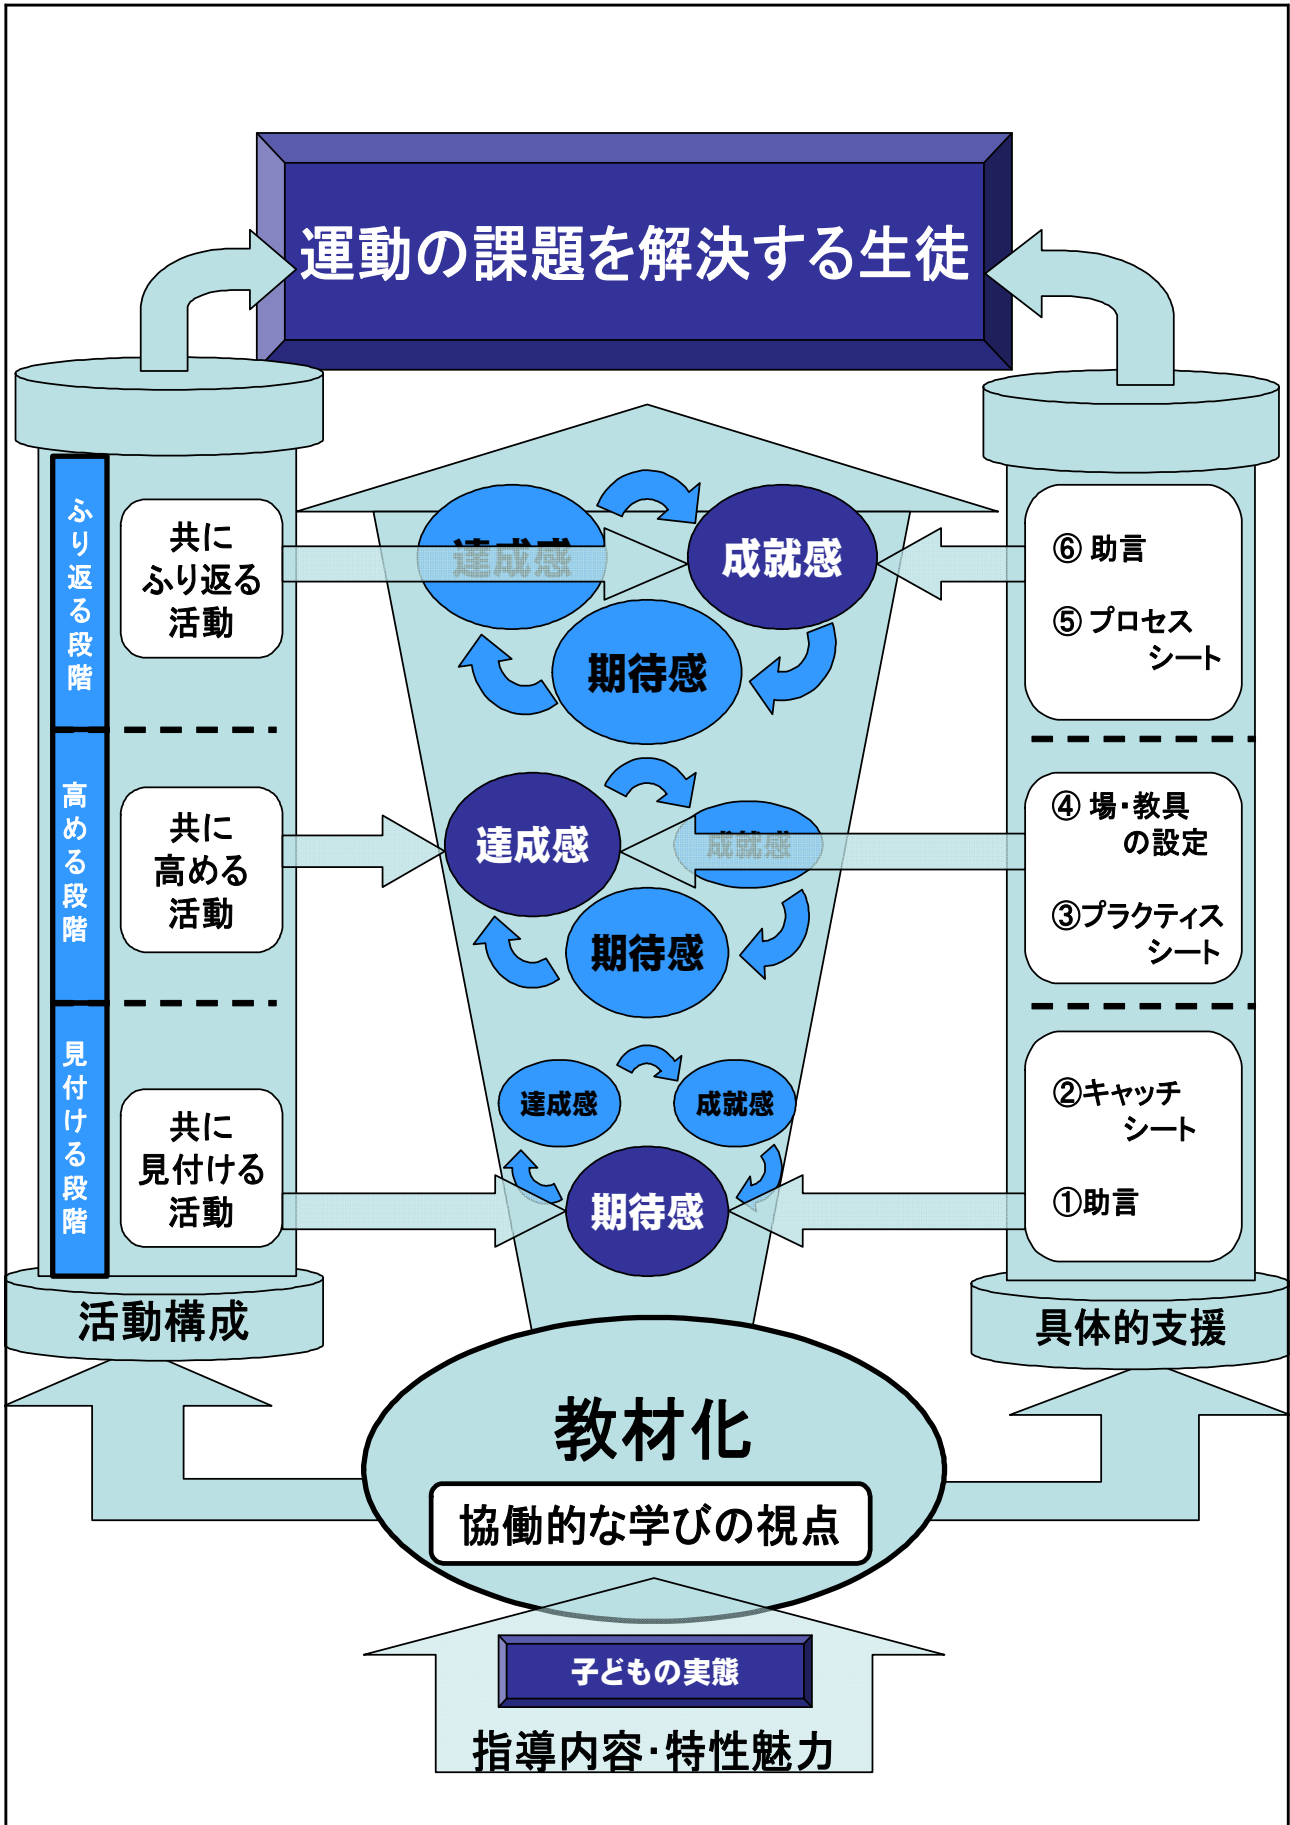 運動の課題を解決する生徒
ふり返る段階
共に
ふり返る
活動
達成感
成就感
期待感
⑥ 助言
⑤ プロセス
シート
高める段階
共に
高める
活動
達成感
成就感
期待感
④ 場・教具
の設定
③プラクティス
シート
見付ける段階
共に
見付ける
活動
達成感
成就感
期待感
②キャッチ
シート
①助言
活動構成
具体的支援
教材化
協働的な学びの視点
子どもの実態
指導内容・特性魅力